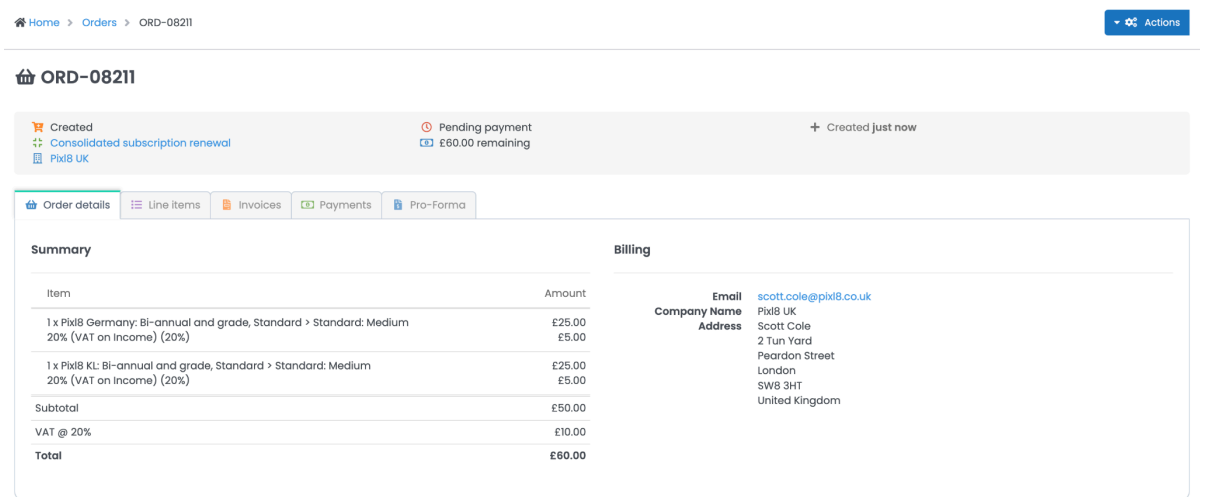 Home > Orders > ORD-08211
Actions
ORD-08211
Created
Consolidated subscription renewal
Pixl8 UK
Pending payment
£60.00 remaining
Created just now
Order details
Line items
Invoices
Payments
Pro-Forma
Summary
Item Amount
1 x Pixl8 Germany: Bi-annual and grade, Standard > Standard: Medium £25.00
20% (VAT on Income) (20%) £5.00
1 x Pixl8 KL: Bi-annual and grade, Standard > Standard: Medium £25.00
20% (VAT on Income) (20%) £5.00
Subtotal £50.00
VAT @ 20% £10.00
Total £60.00
Billing
Email scott.cole@pixl8.co.uk
Company Name Pixl8 UK
Address Scott Cole
2 Tun Yard
Peardon Street
London
SW8 3HT
United Kingdom